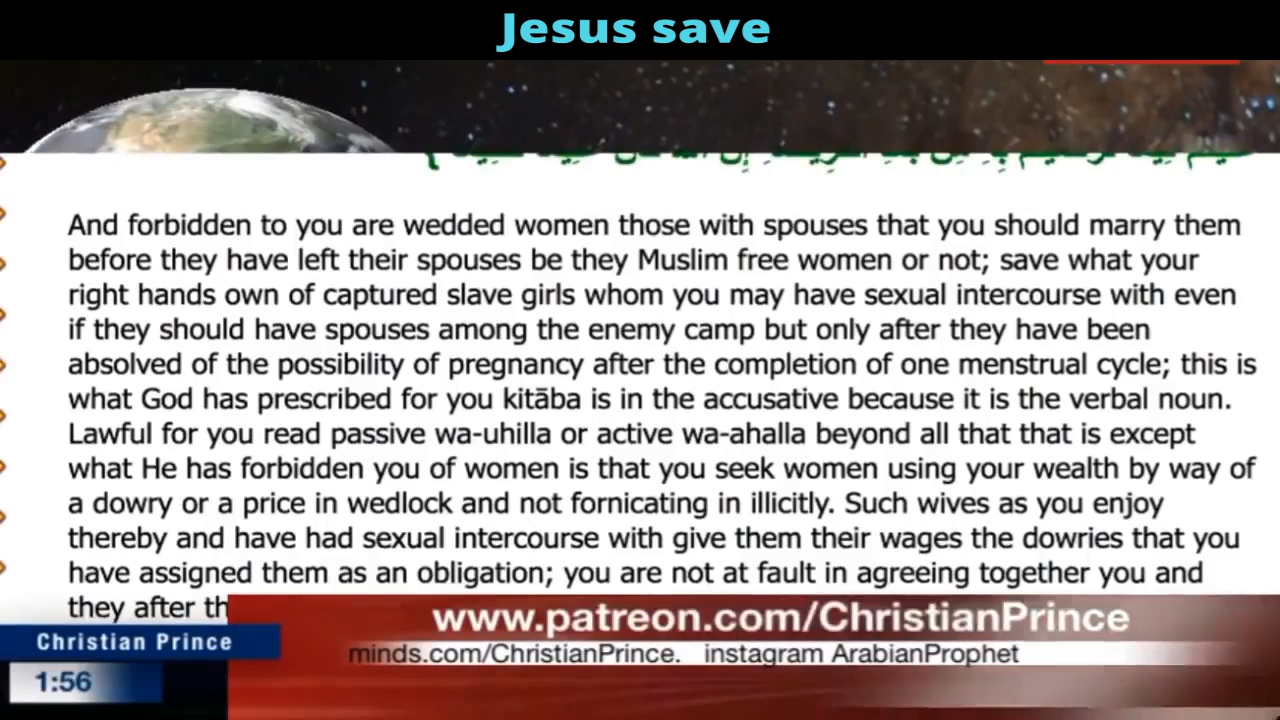 Jesus save
And forbidden to you are wedded women those with spouses that you should marry them
before they have left their spouses be they Muslim free women or not; save what your
right hands own of captured slave girls whom you may have sexual intercourse with even
if they should have spouses among the enemy camp but only after they have been
absolved of the possibility of pregnancy after the completion of one menstrual cycle; this is
what God has prescribed for you kitāba is in the accusative because it is the verbal noun.
Lawful for you read passive wa-uhilla or active wa-ahalla beyond all that that is except
what He has forbidden you of women is that you seek women using your wealth by way of
a dowry or a price in wedlock and not fornicating in illicitly. Such wives as you enjoy
thereby and have had sexual intercourse with give them their wages the dowries that you
have assigned them as an obligation; you are not at fault in agreeing together you and
they after th
www.patreon.com/ChristianPrince
Christian Prince
minds.com/ChristianPrince. instagram ArabianProphet
1:56